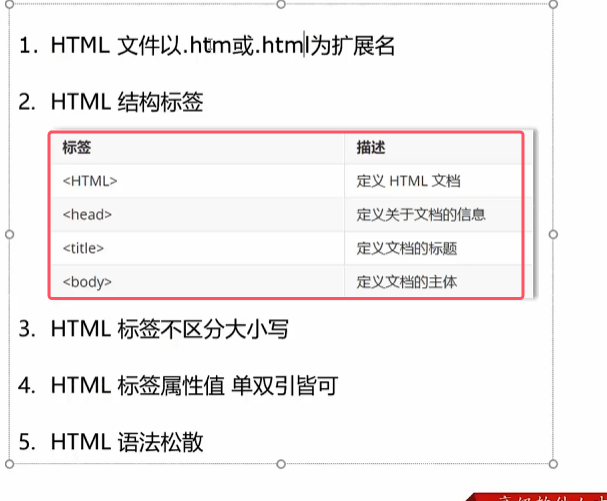 1. HTML 文件以.htm或.html为扩展名
2. HTML 结构标签
标签 描述
<HTML> 定义 HTML 文档
<head> 定义关于文档的信息
<title> 定义文档的标题
<body> 定义文档的主体
3. HTML 标签不区分大小写
4. HTML 标签属性值 单双引皆可
5. HTML 语法松散